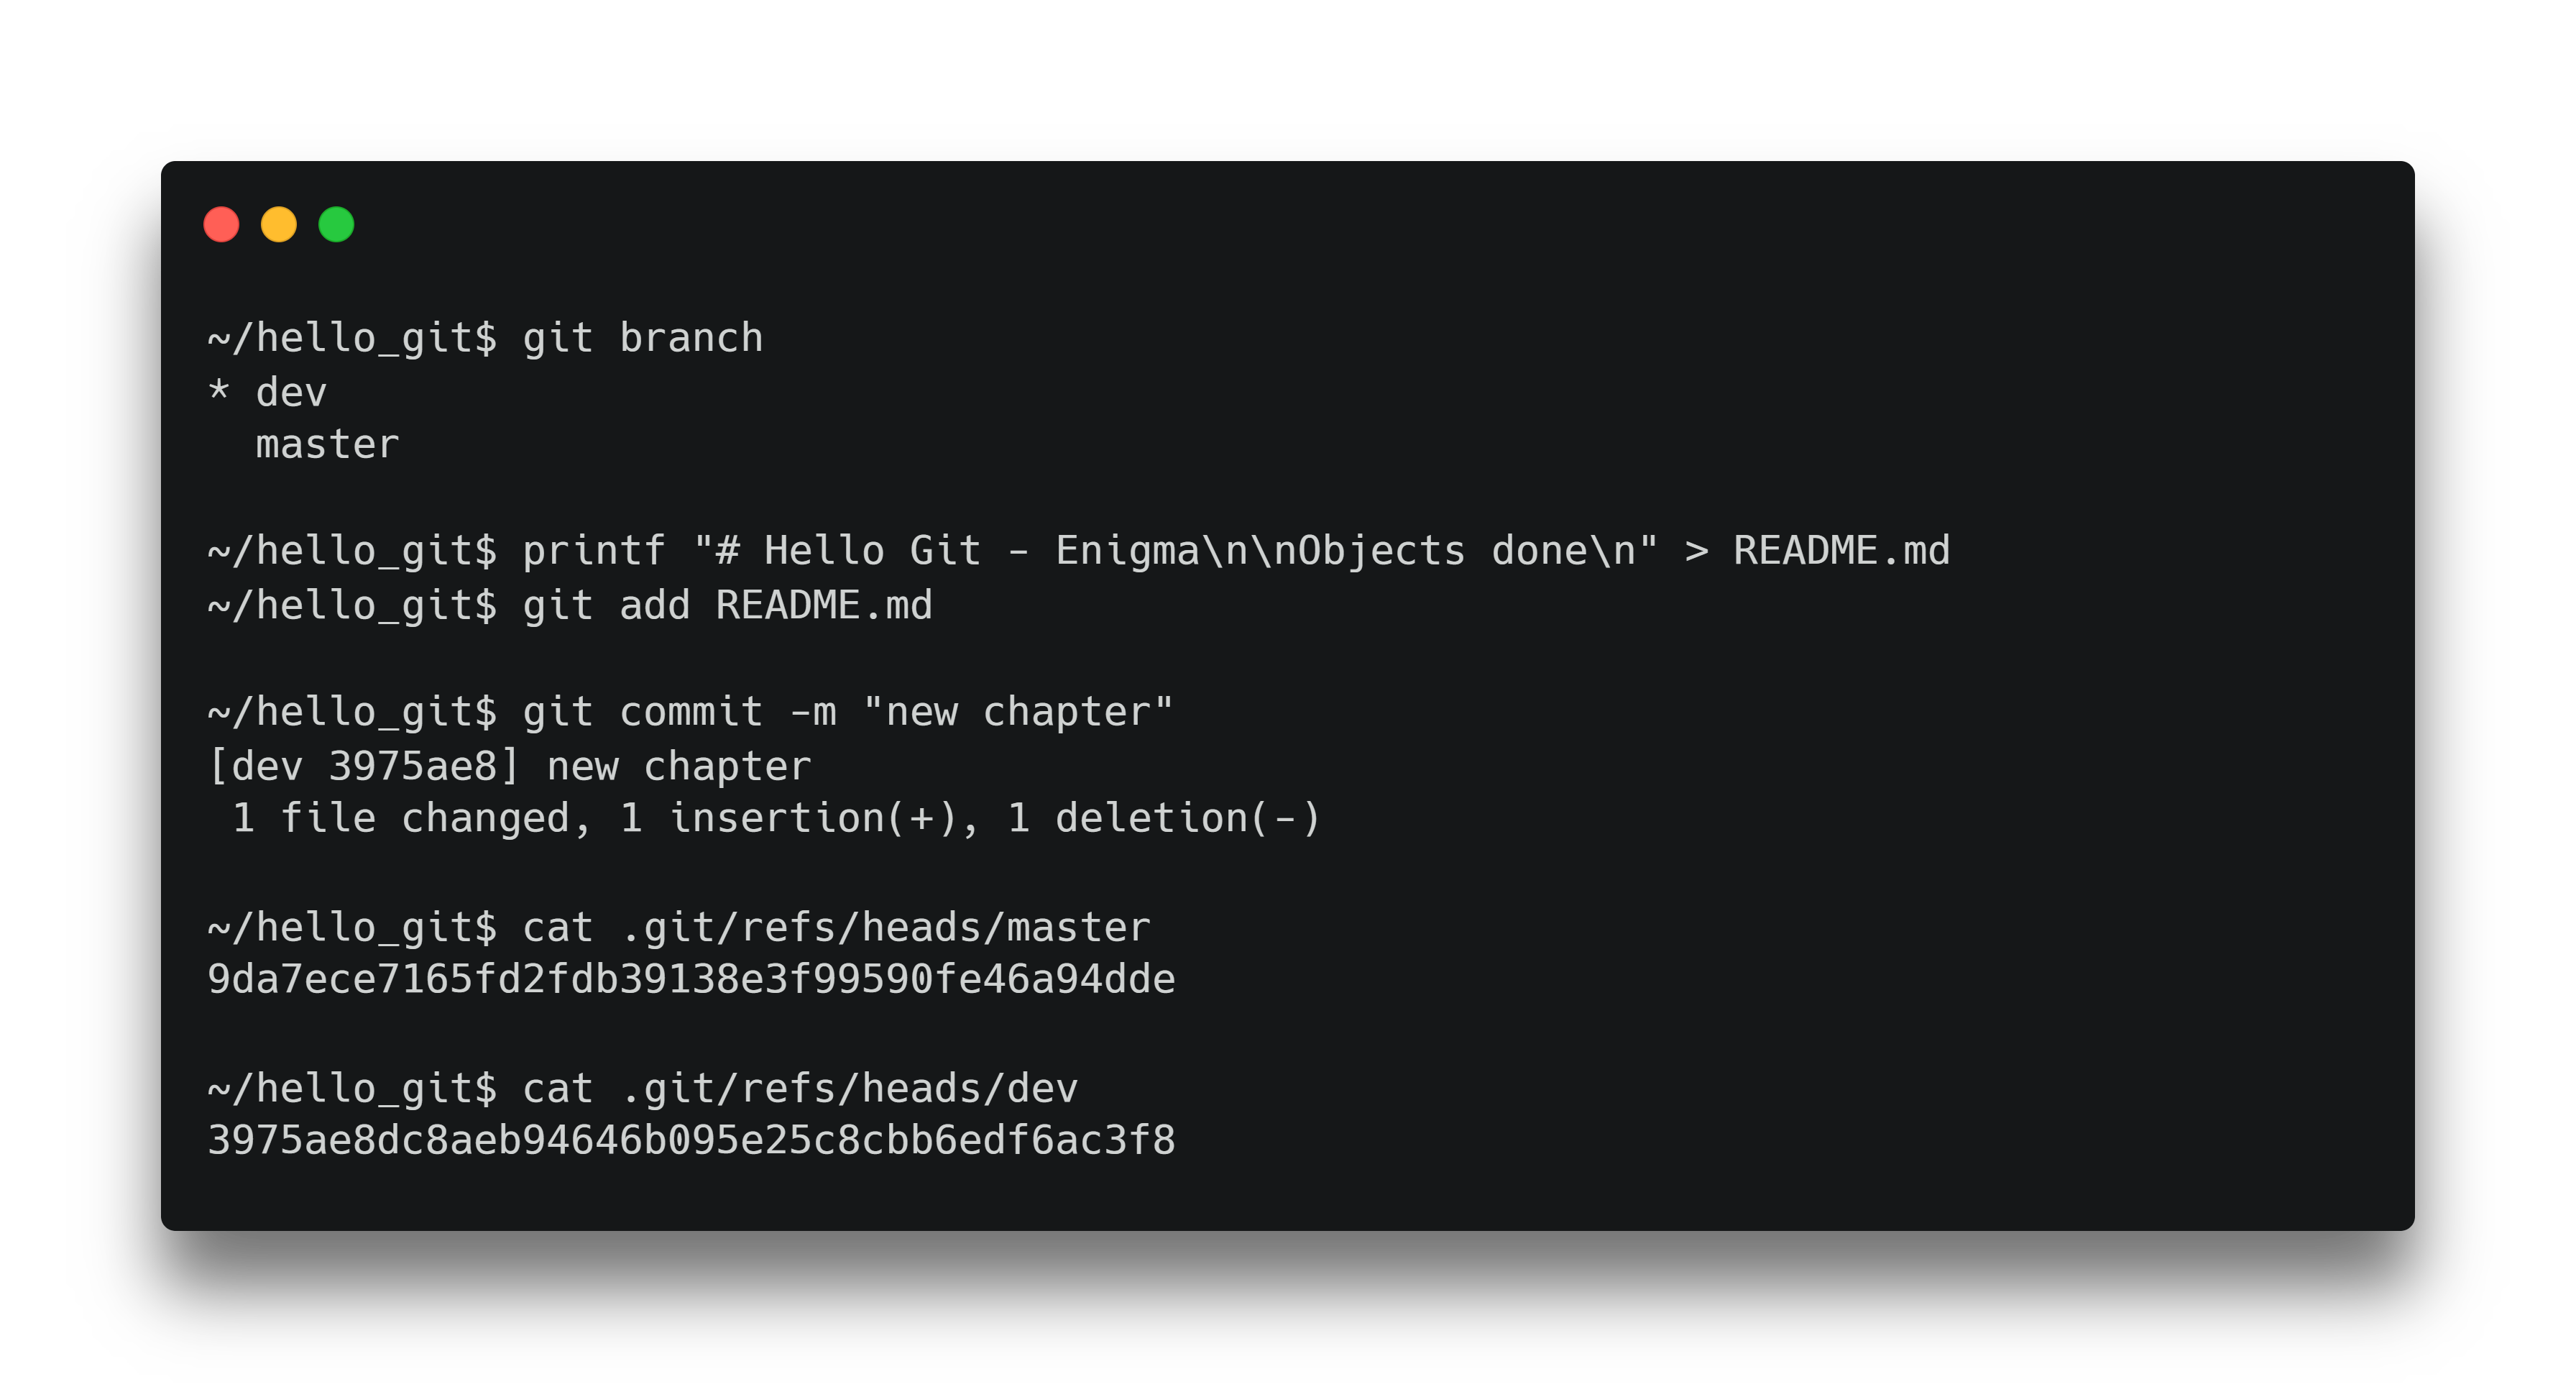 ~/hello_git$ git branch
* dev
  master
~/hello_git$ printf "# Hello Git - Enigma\n\nObjects done\n" > README.md
~/hello_git$ git add README.md
~/hello_git$ git commit -m "new chapter"
[dev 3975ae8] new chapter
 1 file changed, 1 insertion(+), 1 deletion(-)
~/hello_git$ cat .git/refs/heads/master
9da7ece7165fd2fdb39138e3f99590fe46a94dde
~/hello_git$ cat .git/refs/heads/dev
3975ae8dc8aeb94646b095e25c8cbb6edf6ac3f8